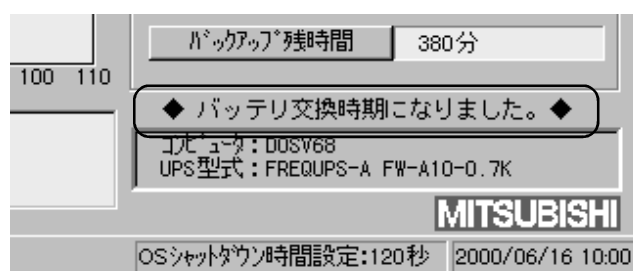 ﾊﾞｯｸｱｯﾌﾟ残時間 380分
100 110
◆ バッテリ交換時期になりました。◆
ｺﾝﾋﾟｭｰﾀ：DOSV68
UPS型式：FREQUPS-A FW-A10-0.7K
MITSUBISHI
OSｼｬｯﾄﾀﾞｳﾝ時間設定:120秒 2000/06/16 10:00